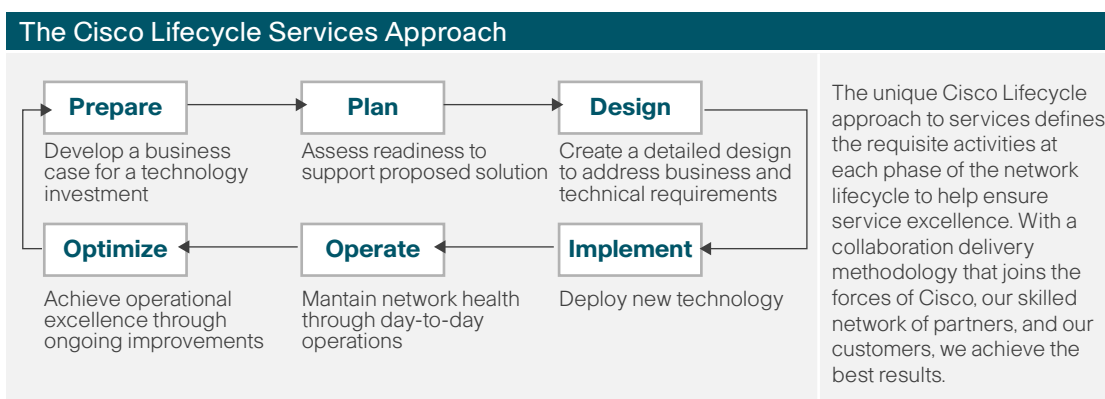 The Cisco Lifecycle Services Approach
Prepare
Develop a business
case for a technology
investment
Plan
Assess readiness to
support proposed solution
Design
Create a detailed design
to address business and
technical requirements
Optimize
Achieve operational
excellence through
ongoing improvements
Operate
Mantain network health
through day-to-day
operations
Implement
Deploy new technology
The unique Cisco Lifecycle
approach to services defines
the requisite activities at
each phase of the network
lifecycle to help ensure
service excellence. With a
collaboration delivery
methodology that joins the
forces of Cisco, our skilled
network of partners, and our
customers, we achieve the
best results.